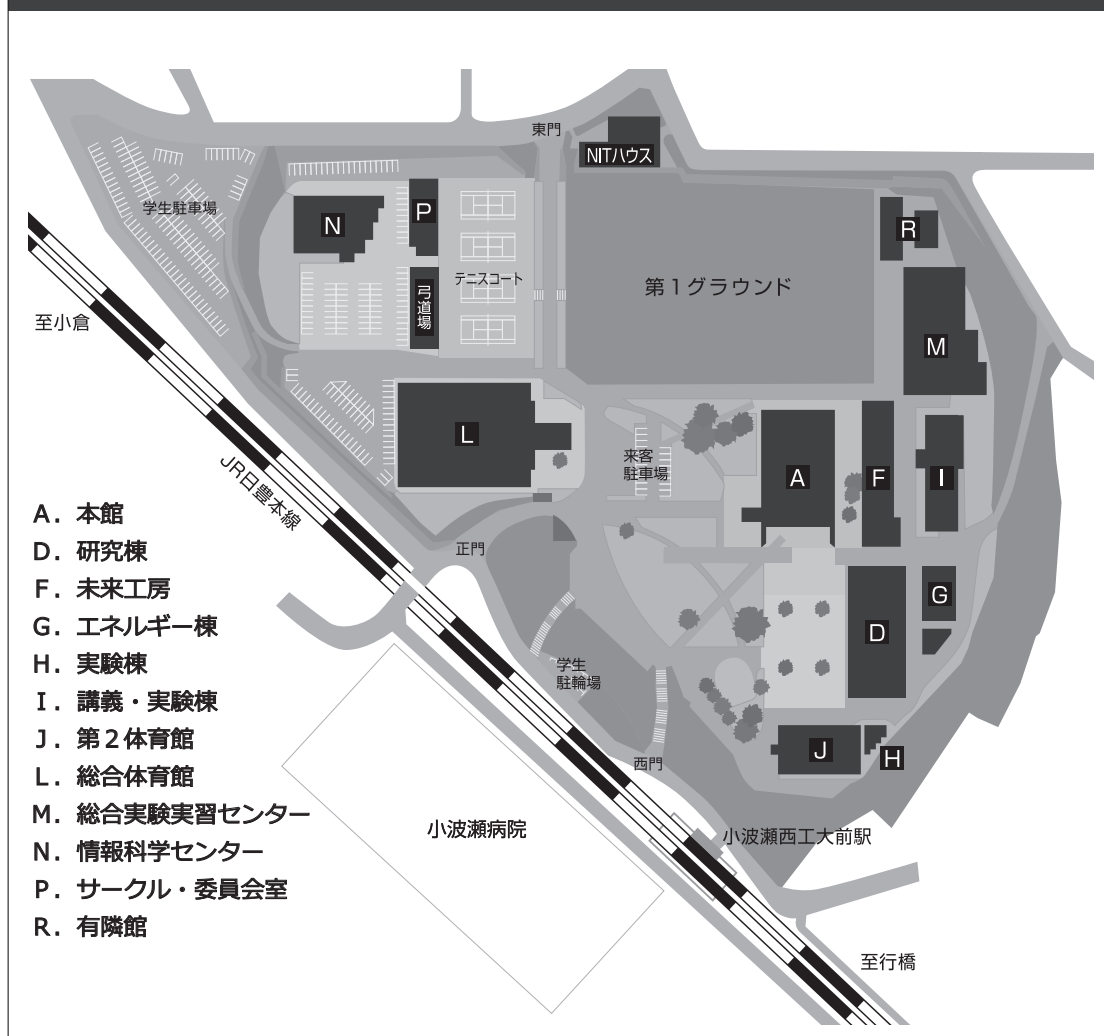 東門
NITハウス
学生駐車場
N
P
R
テニスコート
弓道場
第1グラウンド
至小倉
M
L
来客
駐車場
A
F
I
JR日豊本線
正門
G
D
学生
駐輪場
J
H
西門
小波瀬病院
小波瀬西工大前駅
至行橋
A．本館
D．研究棟
F．未来工房
G．エネルギー棟
H．実験棟
I．講義・実験棟
J．第2体育館
L．総合体育館
M．総合実験実習センター
N．情報科学センター
P．サークル・委員会室
R．有隣館